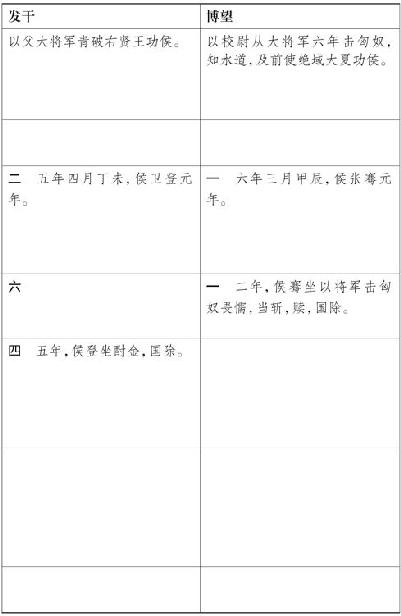 发干
博望
以父大将军青破右贤王功侯。
以校尉从大将军六年击匈奴,
知水道,及前使绝域大夏功侯。
二 五年四月丁未,侯卫登元
年。
一 六年三月甲辰,侯张骞元
年。
六
一 二年,侯骞坐以将军击匈
奴畏懦,当斩,赎,国除。
四 五年,侯登坐酎金,国除。